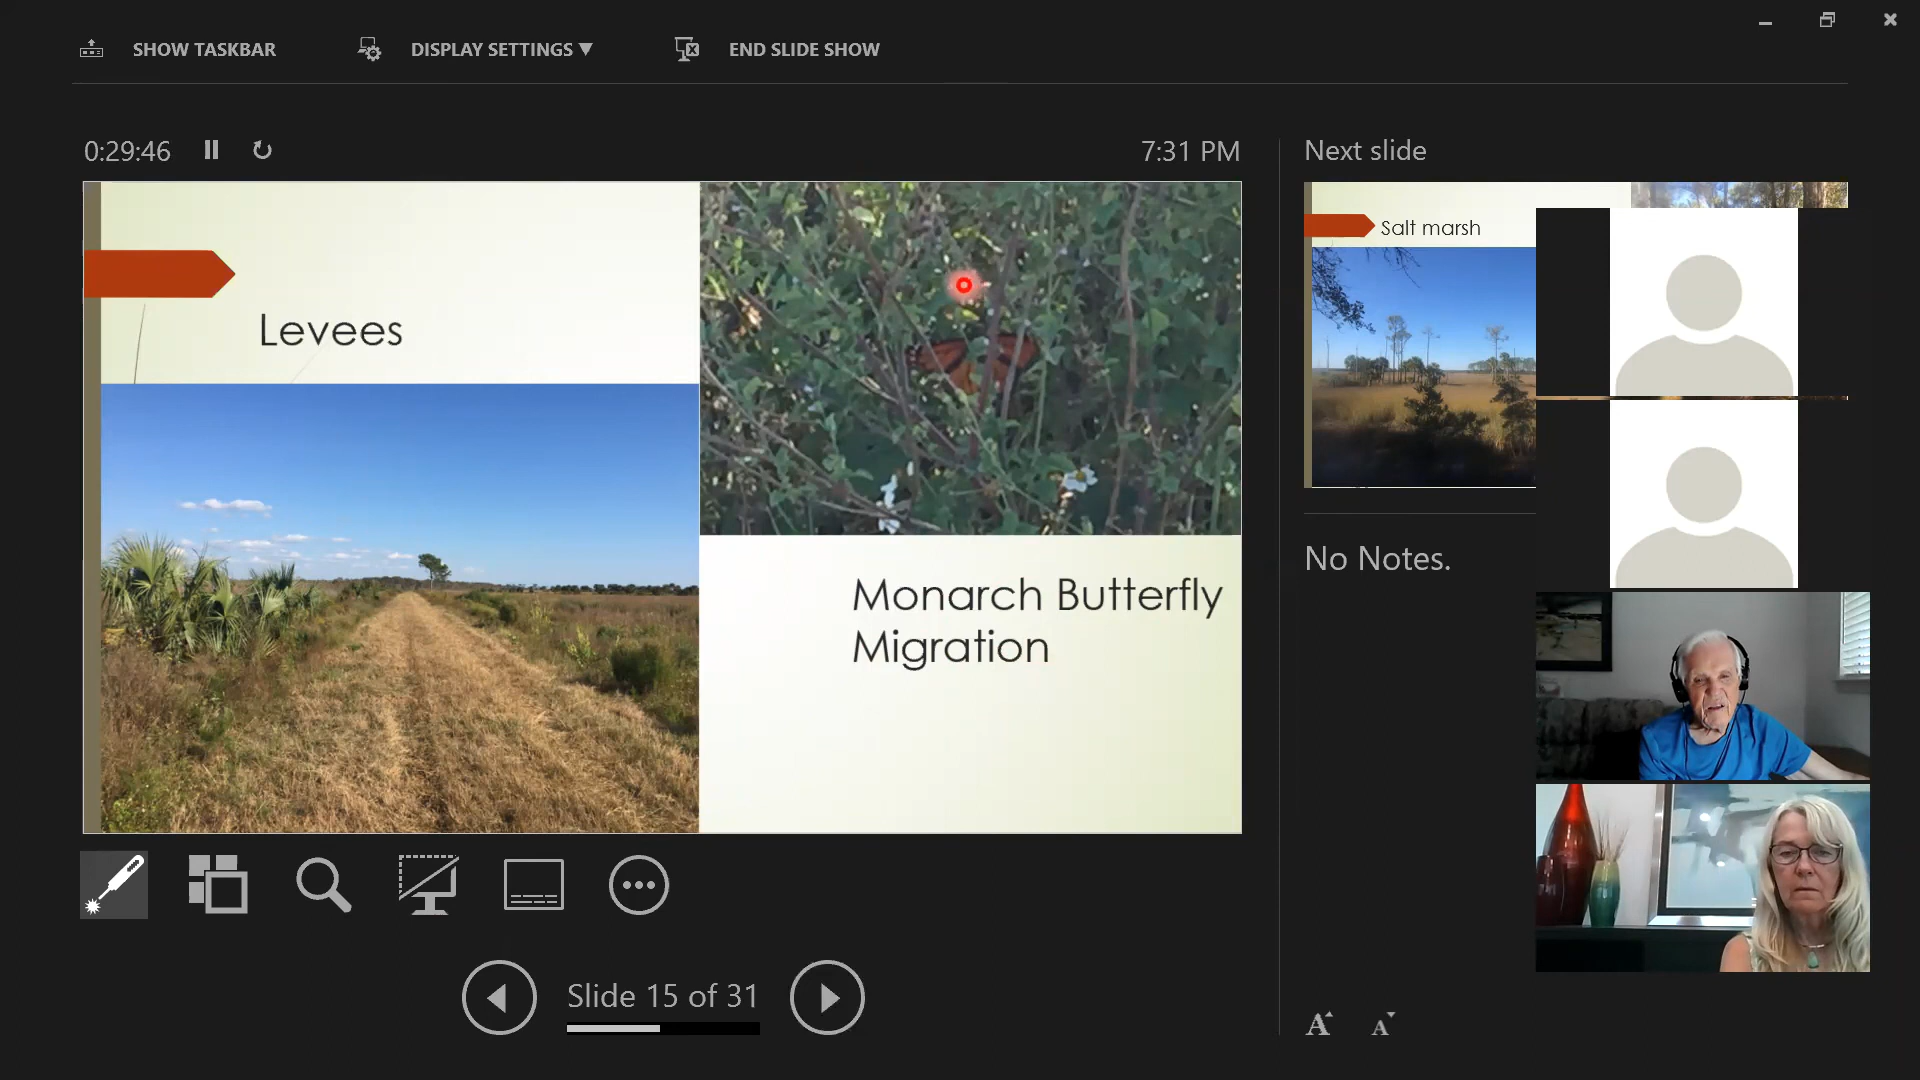 SHOW TASKBAR
DISPLAY SETTINGS ▼
END SLIDE SHOW
0:29:46
7:31 PM
Next slide
Levees
Monarch Butterfly
Migration
Salt marsh
No Notes.
Slide 15 of 31
A A